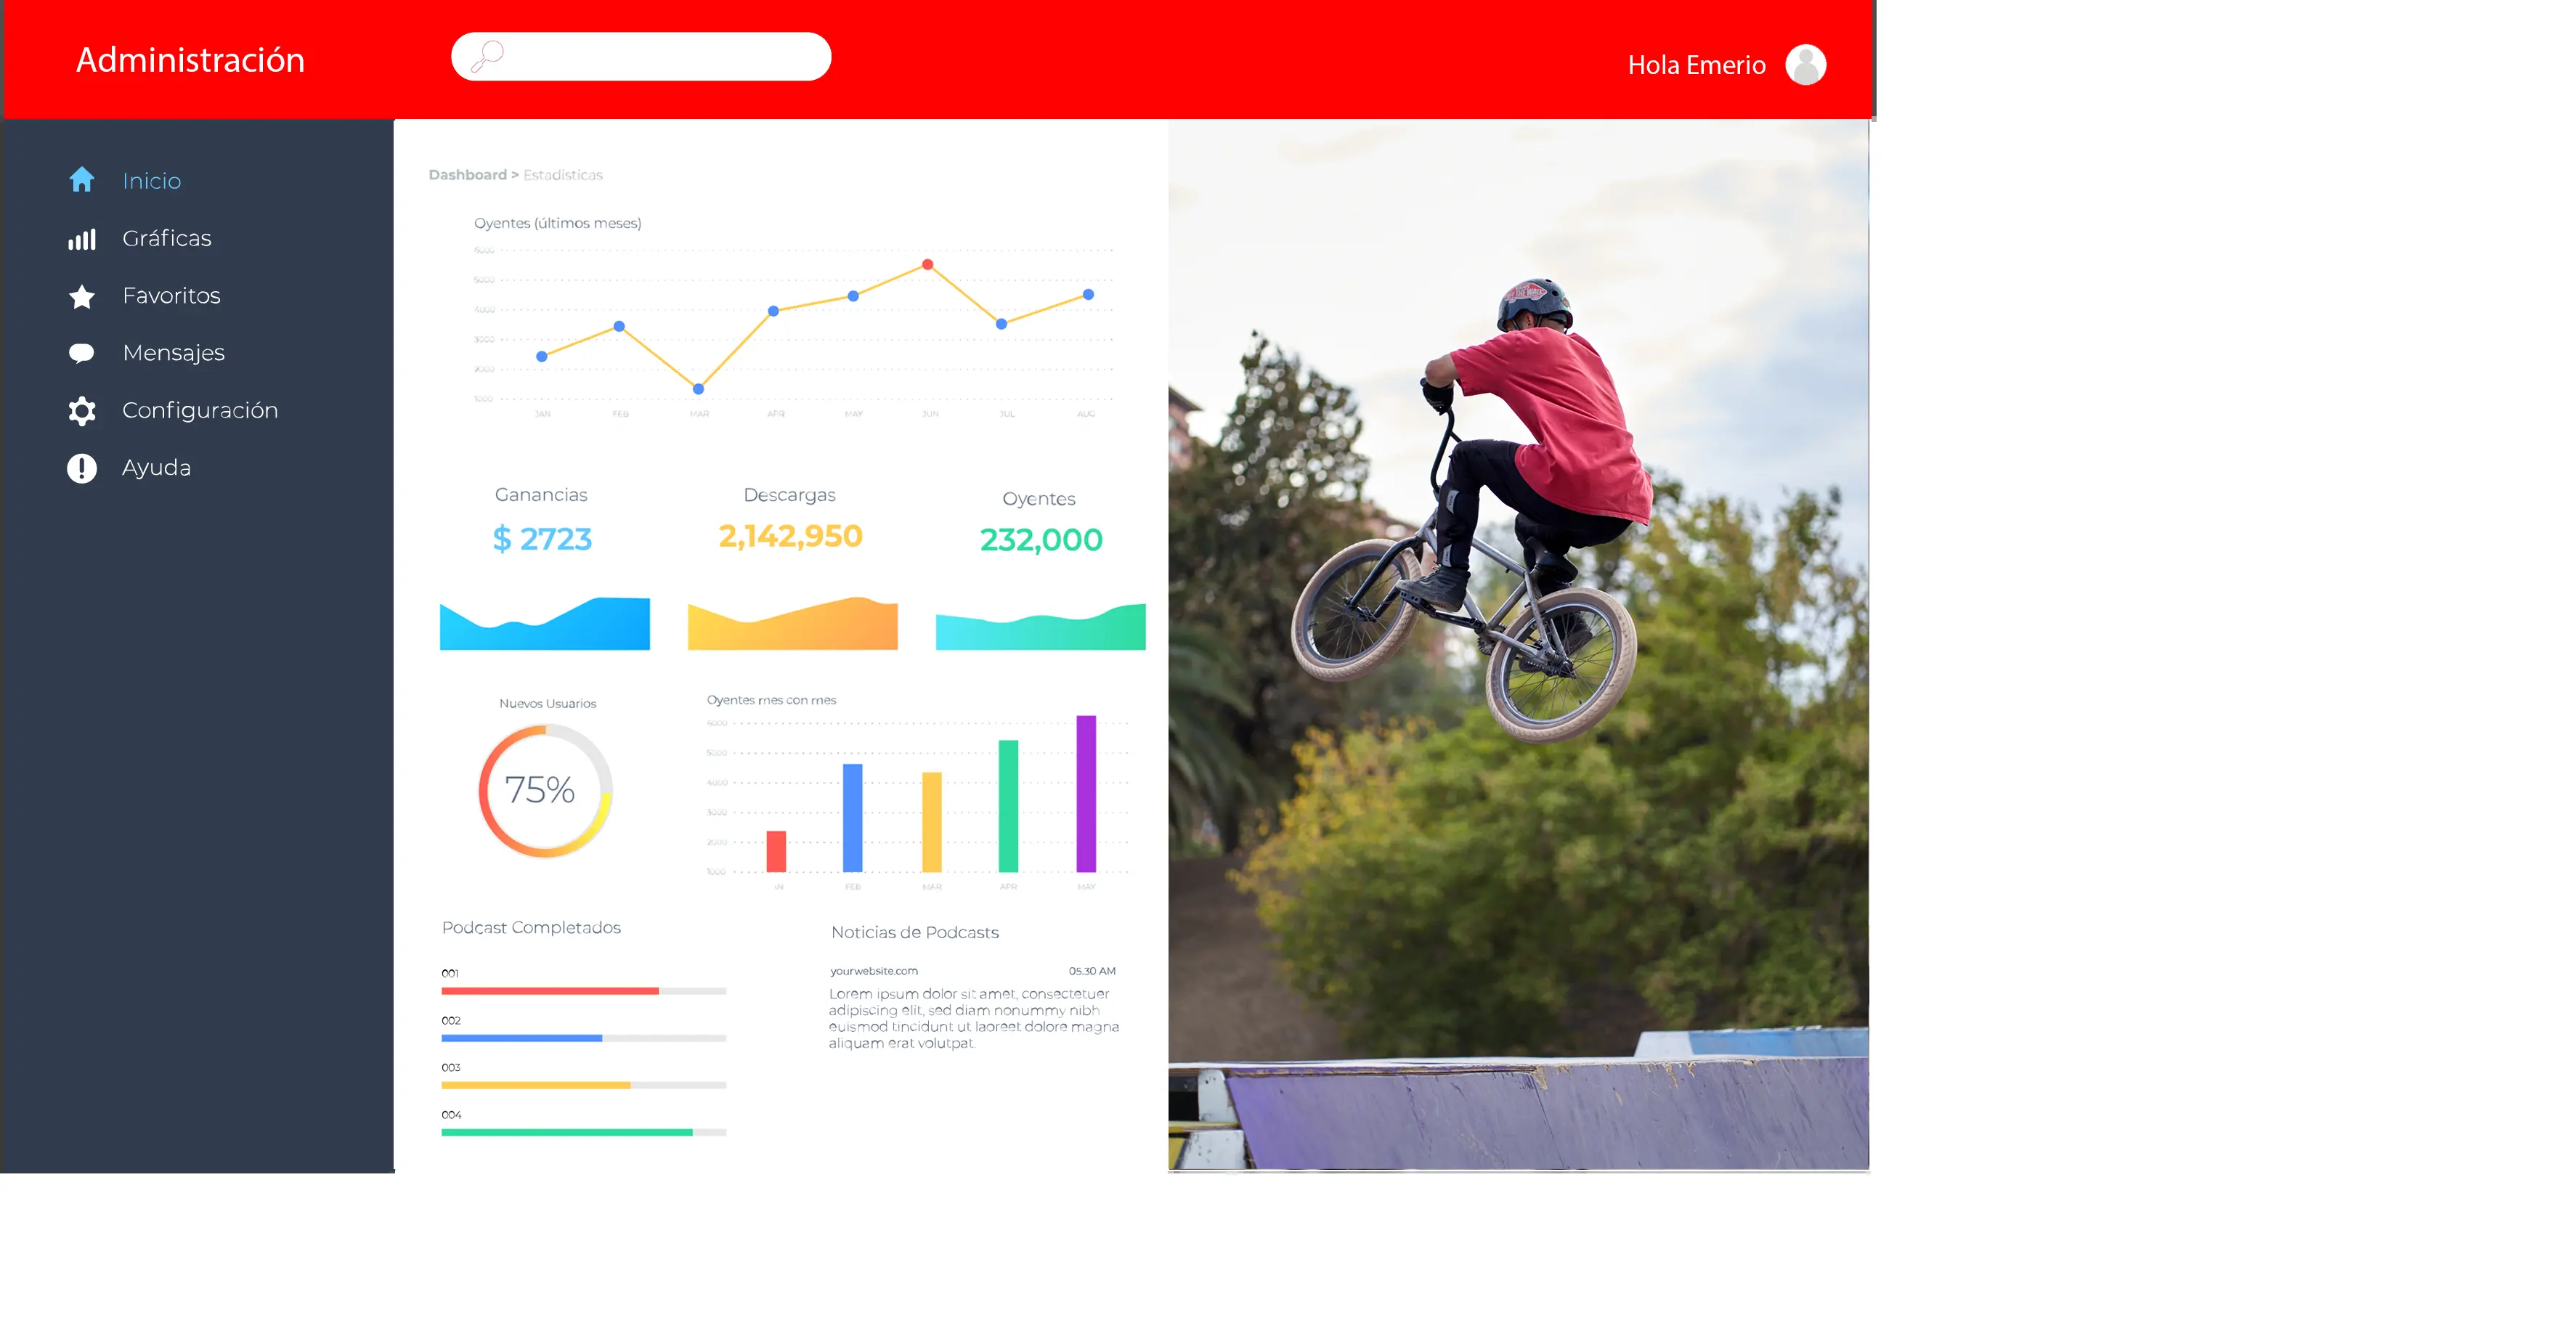 Administración
Hola Emerio
Inicio
Gráficas
Favoritos
Mensajes
Configuración
Ayuda
Dashboard > Estadisticas
Oyentes (últimos meses)
6000
5000
4000
3000
2000
1000
JAN FEB MAR APR MAY JUN JUL AUG
Ganancias
$ 2723
Descargas
2,142,950
Oyentes
232,000
Nuevos Usuarios
75%
Oyentes mes con mes
6000
5000
4000
3000
2000
1000
FEB MAR APR MAY
Podcast Completados
001
002
003
004
Noticias de Podcasts
yourwebsite.com 05.30 AM
Lorem ipsum dolor sit amet, consectetuer
adipiscing elit, sed diam nonummy nibh
euismod tincidunt ut laoreet dolore magna
aliquam erat volutpat.